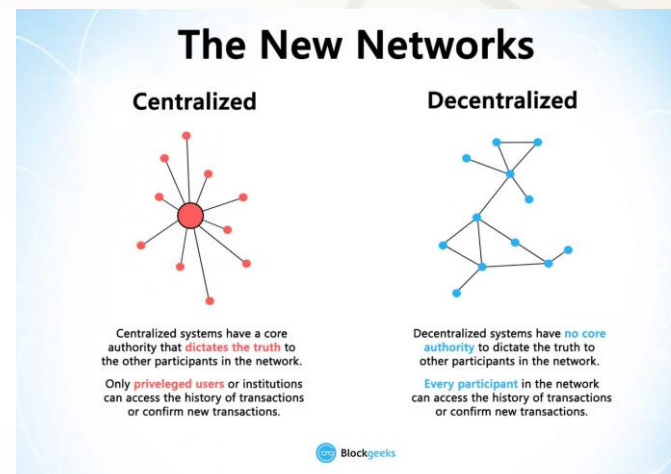 The New Networks
Centralized
Centralized systems have a core
authority that dictates the truth to
the other participants in the network.
Only priveleged users or institutions
can access the history of transactions
or confirm new transactions.
Decentralized
Decentralized systems have no core
authority to dictate the truth to
other participants in the network.
Every participant in the network
can access the history of transactions
or confirm new transactions.
Blockgeeks